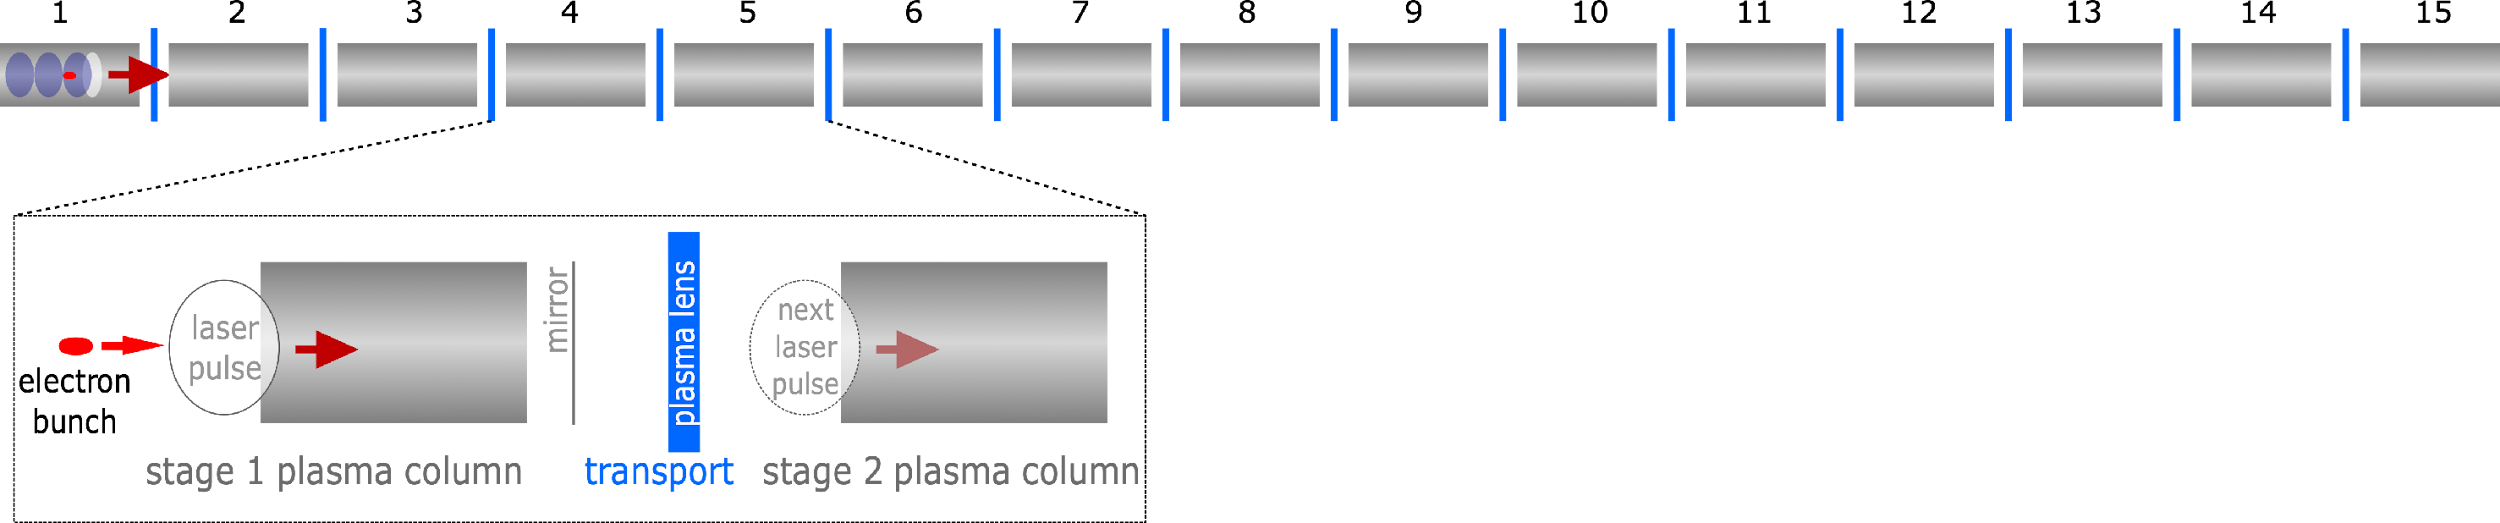 1 2 3 4 5 6 7 8 9 10 11 12 13 14 15
electron
bunch
laser
pulse
mirror
plasma lens
next
laser
pulse
stage 1 plasma column
transport
stage 2 plasma column